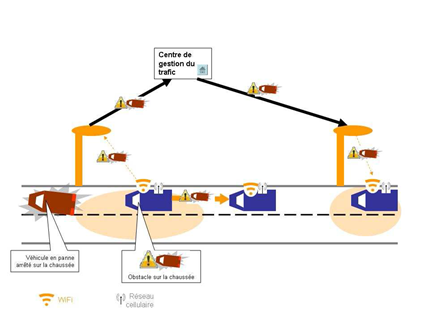 Centre de
gestion du
trafic
Véhicule en panne
arrêté sur la chaussée
Obstacle sur la chaussée
WiFi
Réseau
cellulaire